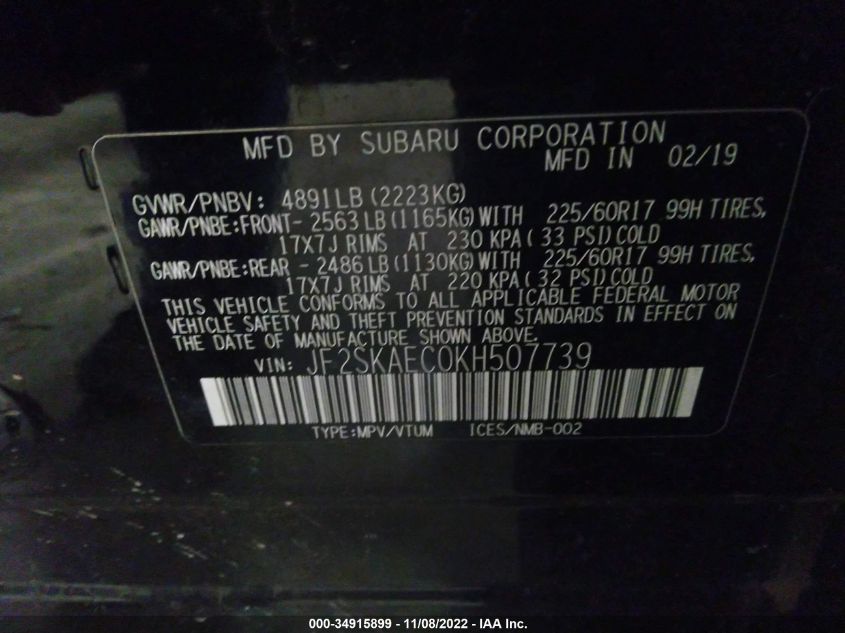 MFD BY SUBARU CORPORATION
MFD IN 02/19
GVWR/PNBV: 4891LB (2223KG)
GAWR/PNBE:FRONT- 2563 LB (1165KG) WITH 225/60R17 99H TIRES,
17X7J RIMS AT 230 KPA ( 33 PSI) COLD
GAWR/PNBE:REAR - 2486 LB (1130KG) WITH 225/60R17 99H TIRES,
17X7J RIMS AT 220 KPA ( 32 PSI) COLD
THIS VEHICLE CONFORMS TO ALL APPLICABLE FEDERAL MOTOR
VEHICLE SAFETY AND THEFT PREVENTION STANDARDS IN EFFECT ON
THE DATE OF MANUFACTURE SHOWN ABOVE.
VIN: JF2SKAEC0KH507739
TYPE:MPV/VTUM ICES/NMB-002
000-34915899 - 11/08/2022 - IAA Inc.